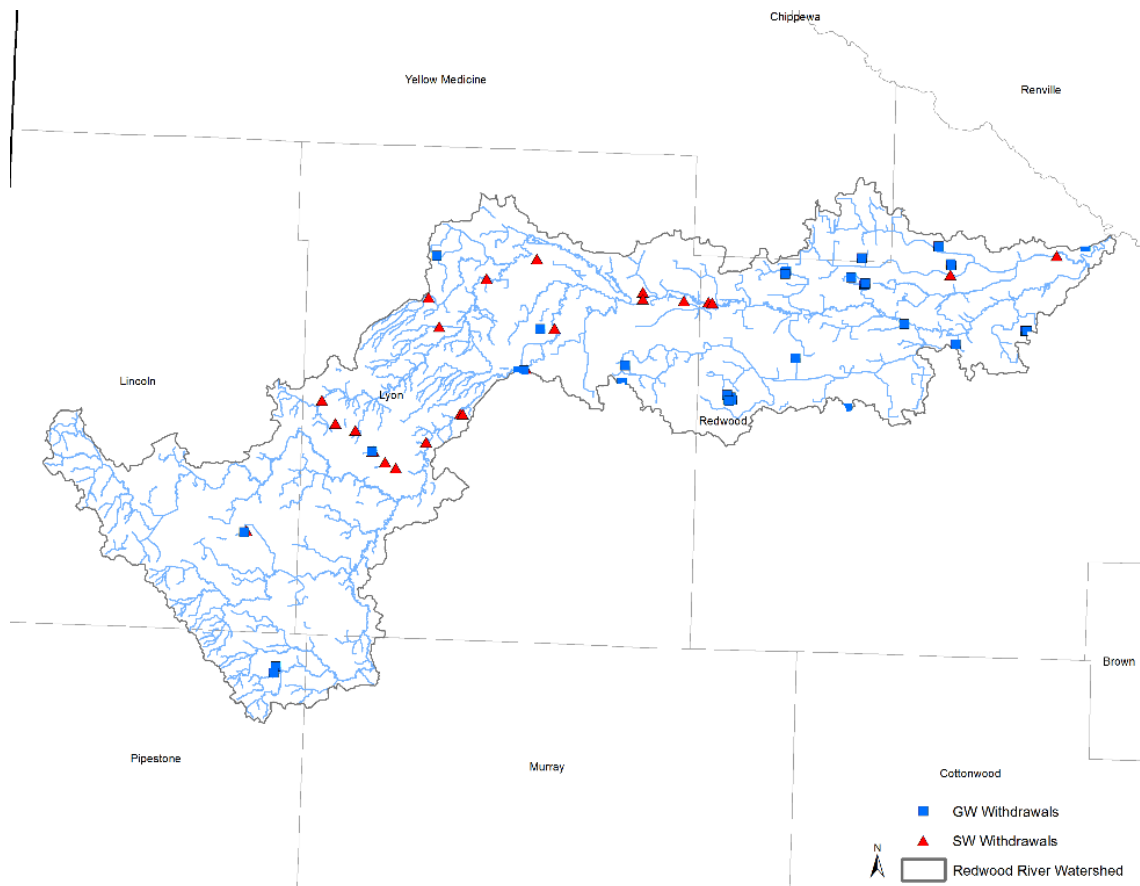 Chippewa
Yellow Medicine
Renville
Lincoln
Lyon
Redwood
Brown
Pipestone
Murray
Cottonwood
GW Withdrawals
SW Withdrawals
N
Redwood River Watershed